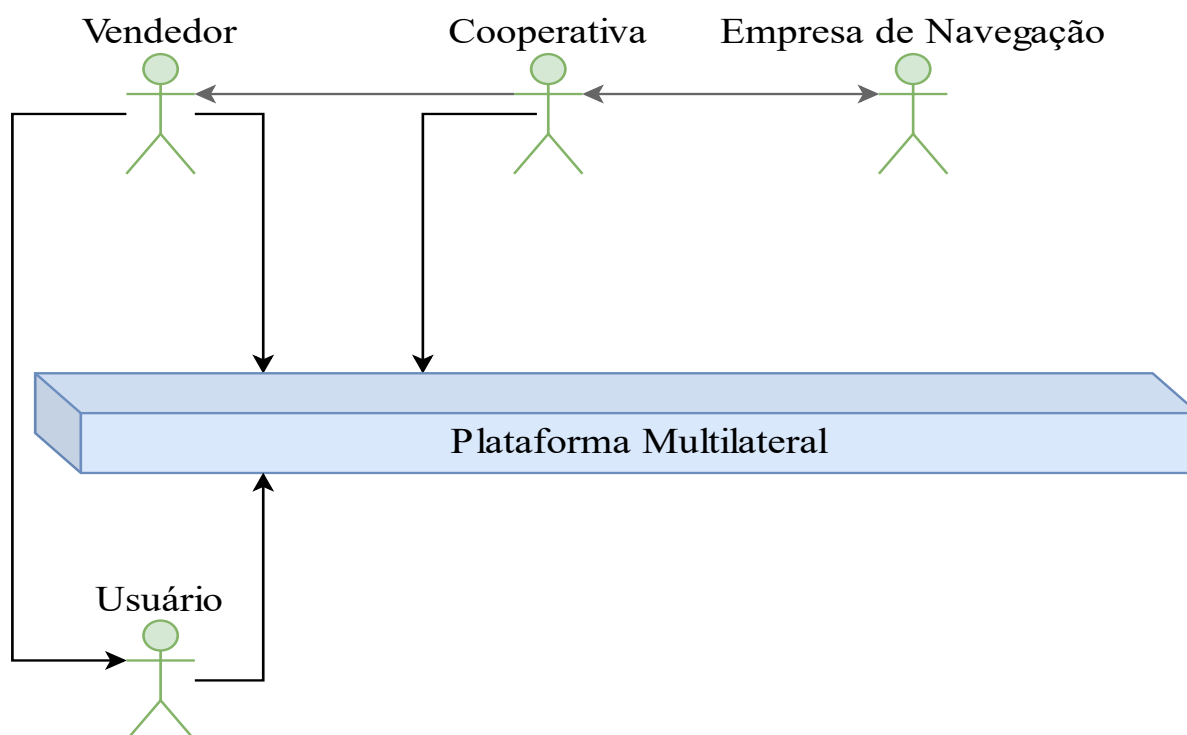 Vendedor
Cooperativa
Empresa de Navegação
Plataforma Multilateral
Usuário